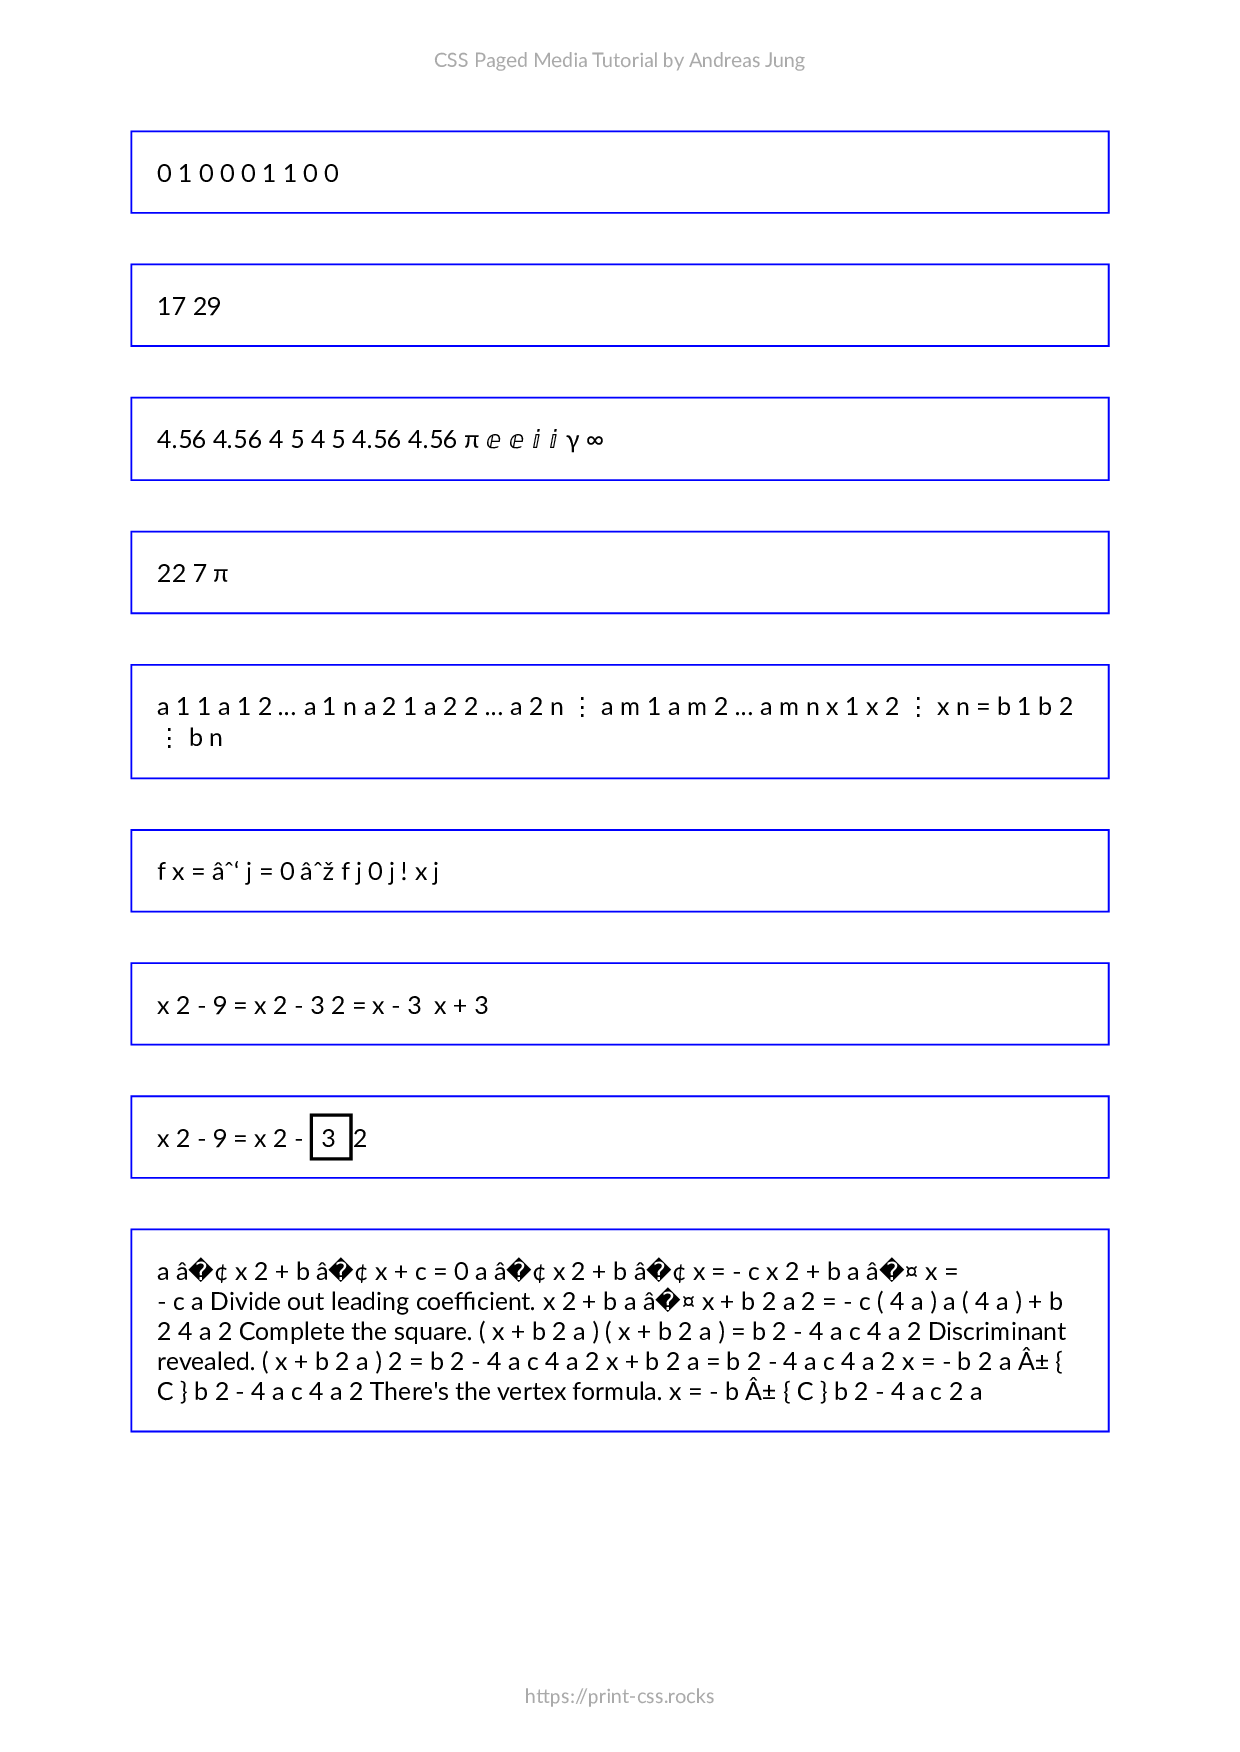 CSS Paged Media Tutorial by Andreas Jung
0 1 0 0 0 1 1 0 0
17 29
4.56 4.56 4 5 4 5 4.56 4.56 π ⅇ ⅇ ⅈ ⅈ γ ∞
22 7 π
a 1 1 a 1 2 … a 1 n a 2 1 a 2 2 … a 2 n ⋮ a m 1 a m 2 … a m n x 1 x 2 ⋮ x n = b 1 b 2
⋮ b n
f x = âˆ‘ j = 0 âˆž f j 0 j ! x j
x 2 - 9 = x 2 - 3 2 = x - 3 x + 3
x 2 - 9 = x 2 - 3 2
a â�¢ x 2 + b â�¢ x + c = 0 a â�¢ x 2 + b â�¢ x = - c x 2 + b a â�¤ x =
- c a Divide out leading coefficient. x 2 + b a â�¤ x + b 2 a 2 = - c ( 4 a ) a ( 4 a ) + b
2 4 a 2 Complete the square. ( x + b 2 a ) ( x + b 2 a ) = b 2 - 4 a c 4 a 2 Discriminant
revealed. ( x + b 2 a ) 2 = b 2 - 4 a c 4 a 2 x + b 2 a = b 2 - 4 a c 4 a 2 x = - b 2 a Â± {
C } b 2 - 4 a c 4 a 2 There's the vertex formula. x = - b Â± { C } b 2 - 4 a c 2 a
https://print-css.rocks